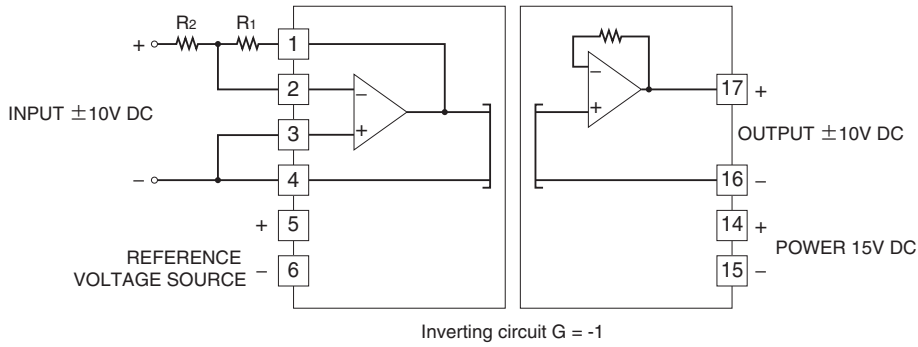 R2 R1
+ 1
2 −
INPUT ±10V DC
3 +
− 4
+ 5
REFERENCE
VOLTAGE SOURCE − 6
−
+
17 +
OUTPUT ±10V DC
16 −
14 +
POWER 15V DC
15 −
Inverting circuit G = -1